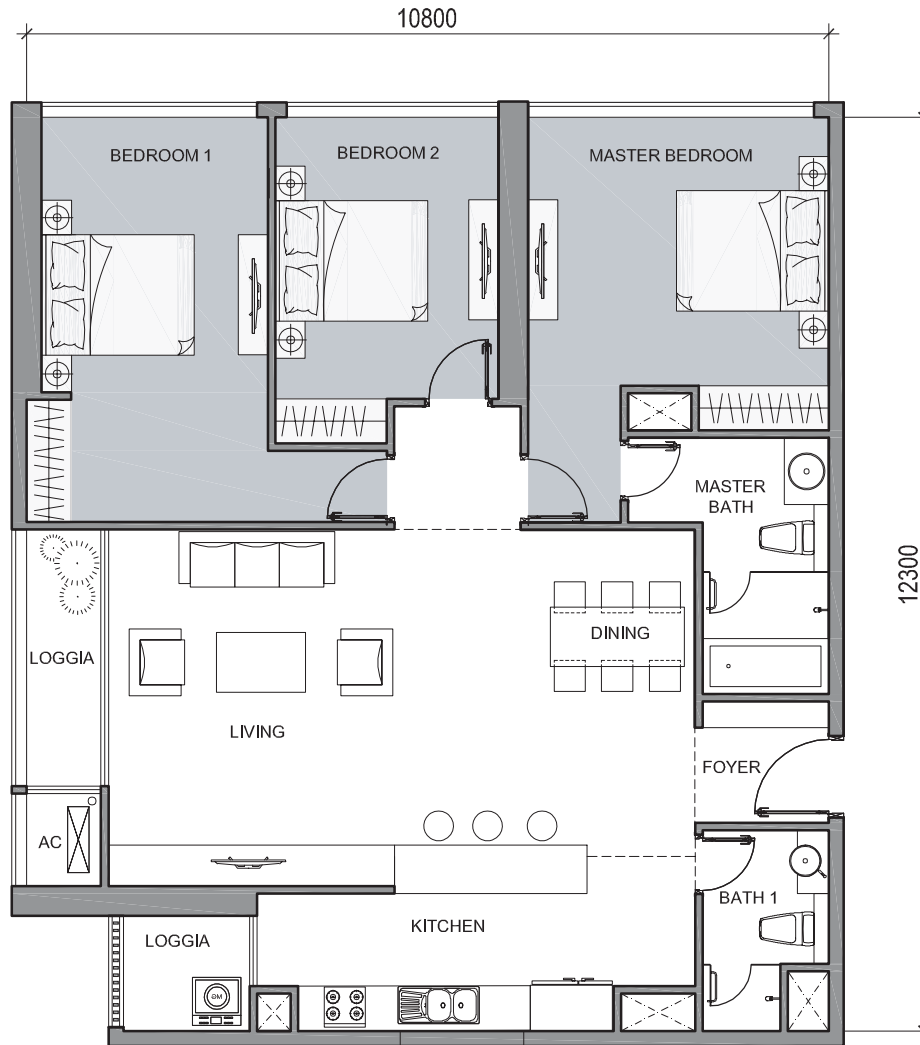 10800
BEDROOM 1
BEDROOM 2
MASTER BEDROOM
MASTER
BATH
12300
DINING
LOGGIA
LIVING
FOYER
AC
BATH 1
KITCHEN
LOGGIA
WM
X